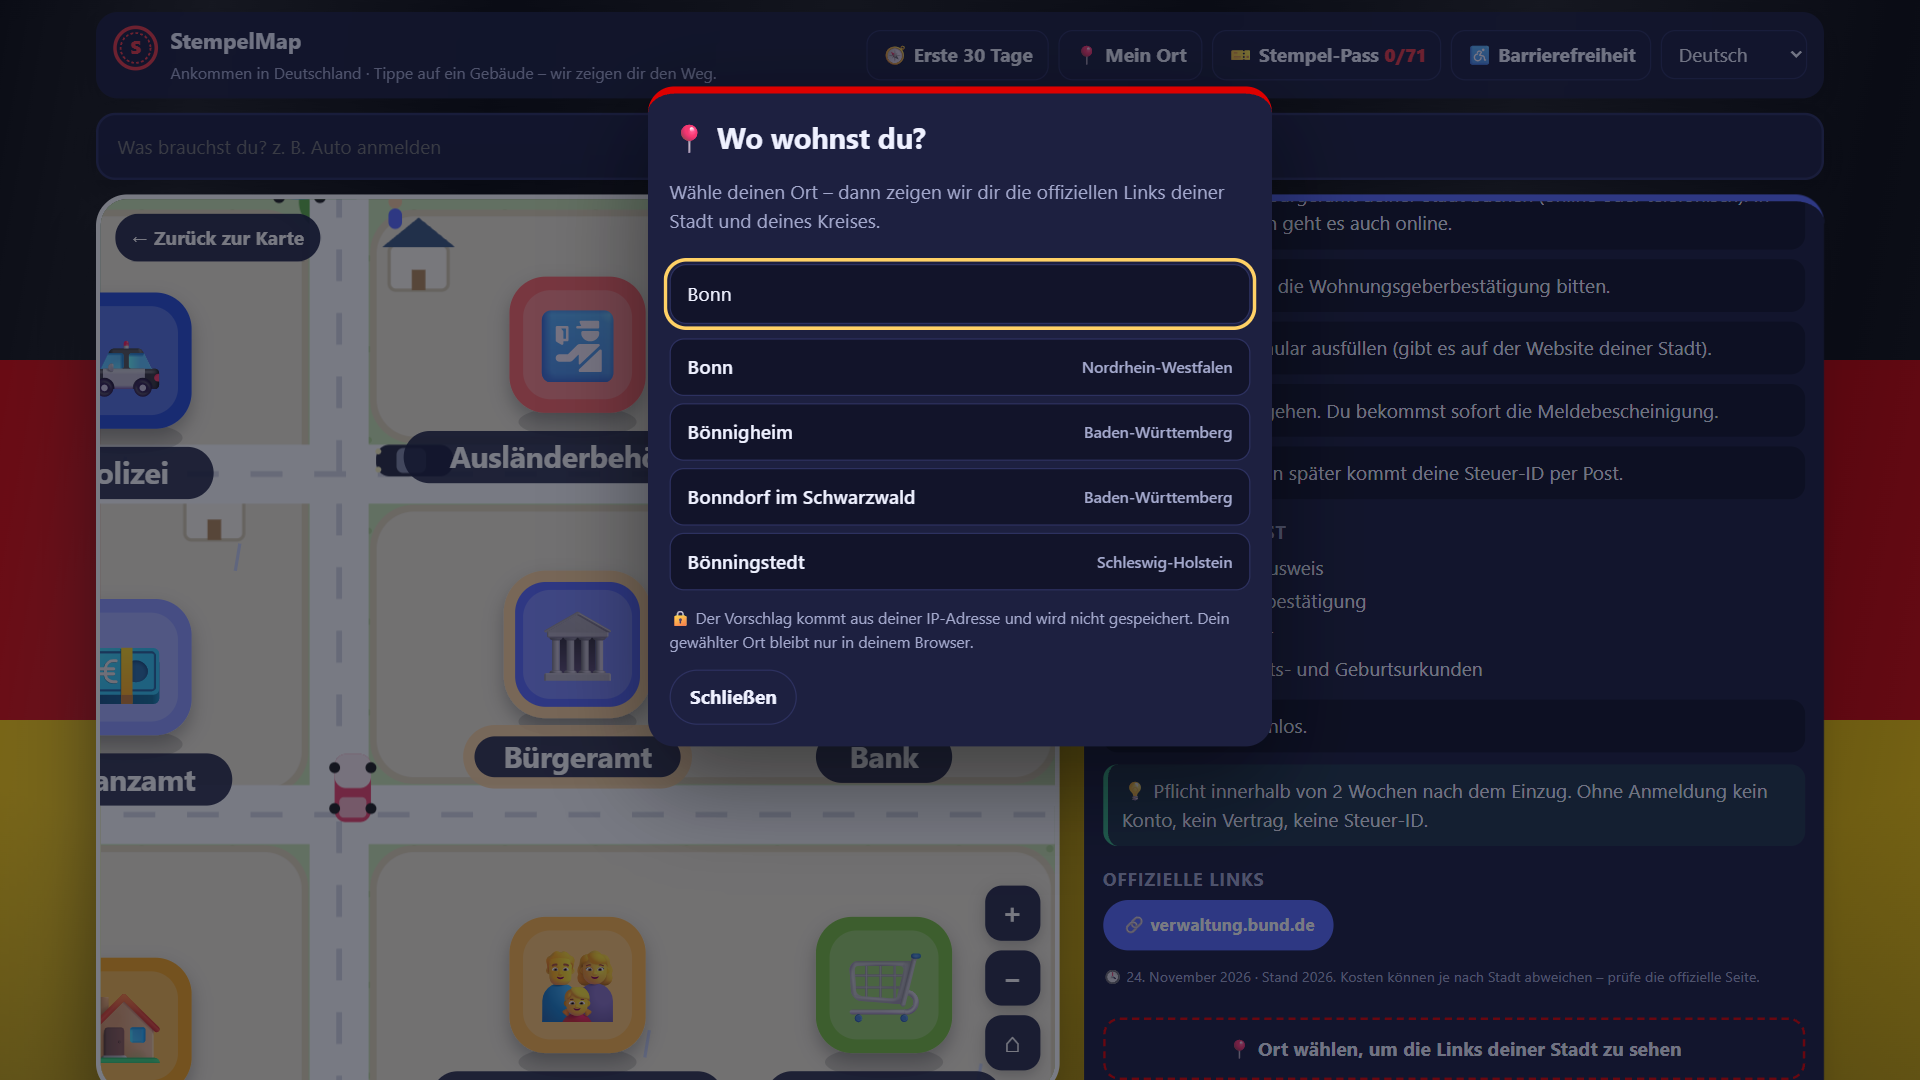 StempelMap
Ankommen in Deutschland · Tippe auf ein Gebäude – wir zeigen dir den Weg.
Erste 30 Tage
Mein Ort
Stempel-Pass 0/71
Barrierefreiheit
Deutsch
Was brauchst du? z. B. Auto anmelden
← Zurück zur Karte
olizei
Ausländerbehö
anzamt
Bürgeramt
Bank
Wo wohnst du?
Wähle deinen Ort – dann zeigen wir dir die offiziellen Links deiner
Stadt und deines Kreises.
Bonn
Bonn Nordrhein-Westfalen
Bönnigheim Baden-Württemberg
Bonndorf im Schwarzwald Baden-Württemberg
Bönningstedt Schleswig-Holstein
Der Vorschlag kommt aus deiner IP-Adresse und wird nicht gespeichert. Dein
gewählter Ort bleibt nur in deinem Browser.
Schließen
geht es auch online.
die Wohnungsgeberbestätigung bitten.
ular ausfüllen (gibt es auf der Website deiner Stadt).
gehen. Du bekommst sofort die Meldebescheinigung.
n später kommt deine Steuer-ID per Post.
ST
usweis
bestätigung
ts- und Geburtsurkunden
nlos.
Pflicht innerhalb von 2 Wochen nach dem Einzug. Ohne Anmeldung kein
Konto, kein Vertrag, keine Steuer-ID.
OFFIZIELLE LINKS
verwaltung.bund.de
24. November 2026 · Stand 2026. Kosten können je nach Stadt abweichen – prüfe die offizielle Seite.
Ort wählen, um die Links deiner Stadt zu sehen
+
−